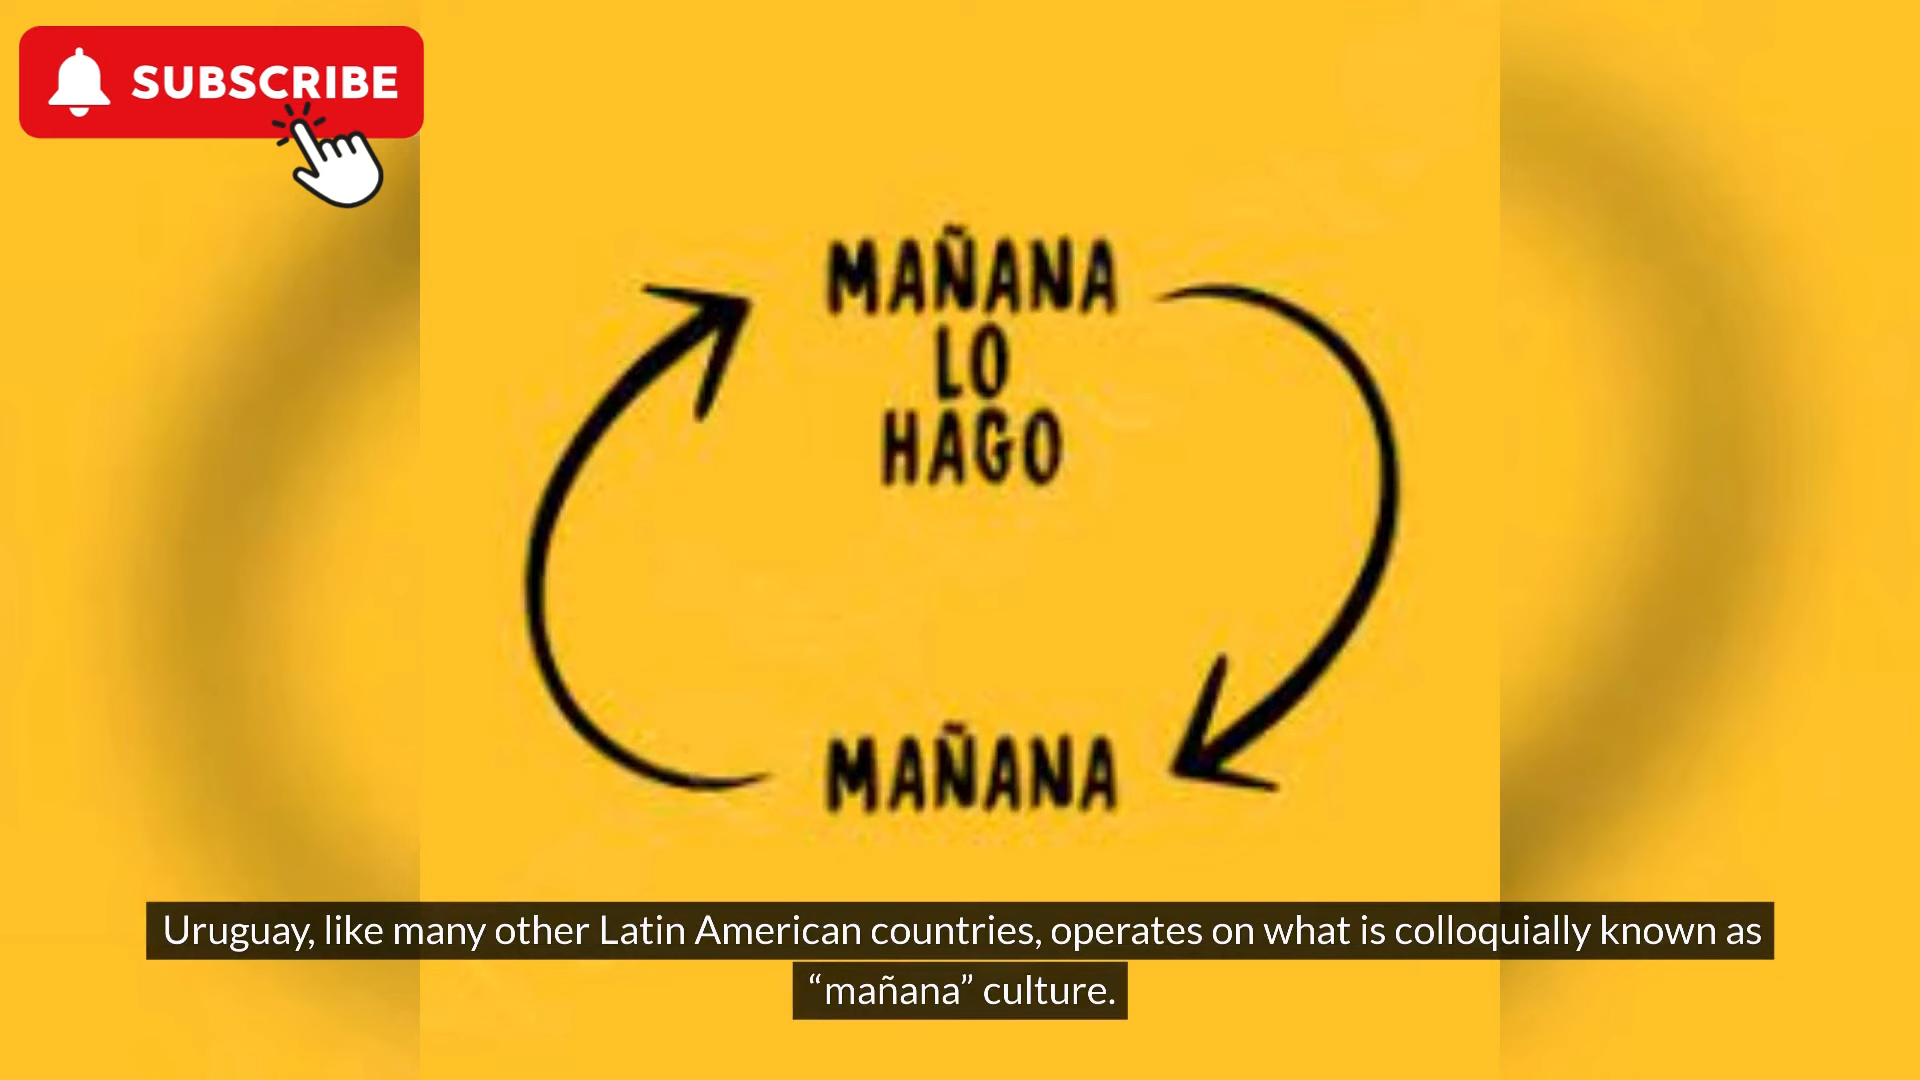 SUBSCRIBE
MAÑANA
LO
HAGO
MAÑANA
Uruguay, like many other Latin American countries, operates on what is colloquially known as
“mañana” culture.